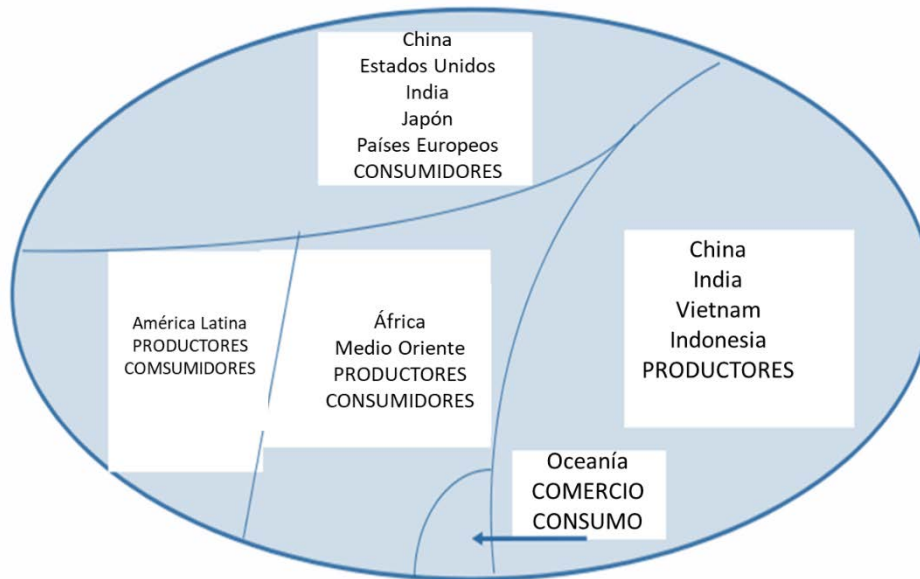 China
Estados Unidos
India
Japón
Países Europeos
CONSUMIDORES
América Latina
PRODUCTORES
COMSUMIDORES
África
Medio Oriente
PRODUCTORES
CONSUMIDORES
China
India
Vietnam
Indonesia
PRODUCTORES
Oceanía
COMERCIO
CONSUMO